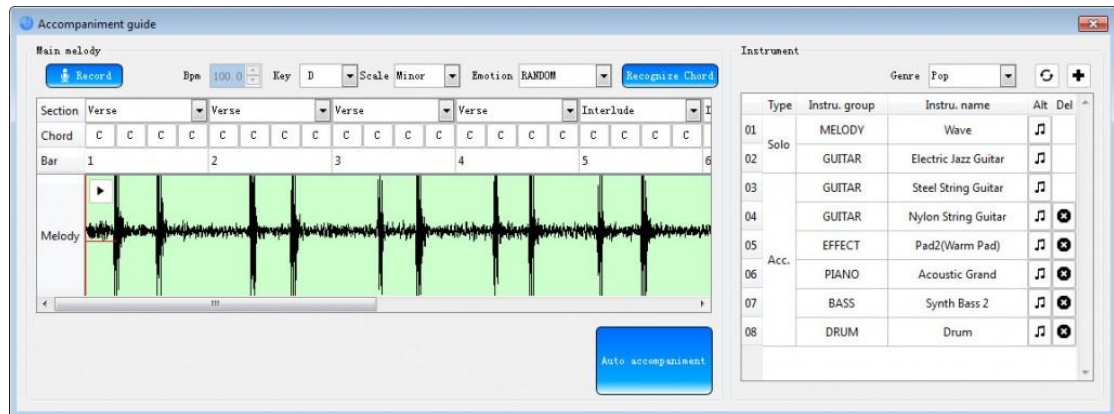 Accompaniment guide
Main melody
Record Bpm 100.0 Key D Scale Minor Emotion RANDOM Recognize Chord
Section Verse Verse Verse Verse Interlude I
Chord C C C C C C C C C C C C C C C C C C C C
Bar 1 2 3 4 5 6
Melody
Auto accompaniment
Instrument
Genre Pop
Type Instru. group Instru. name Alt Del
01 Solo MELODY Wave
02 GUITAR Electric Jazz Guitar
03 Acc. GUITAR Steel String Guitar
04 GUITAR Nylon String Guitar
05 EFFECT Pad2(Warm Pad)
06 PIANO Acoustic Grand
07 BASS Synth Bass 2
08 DRUM Drum